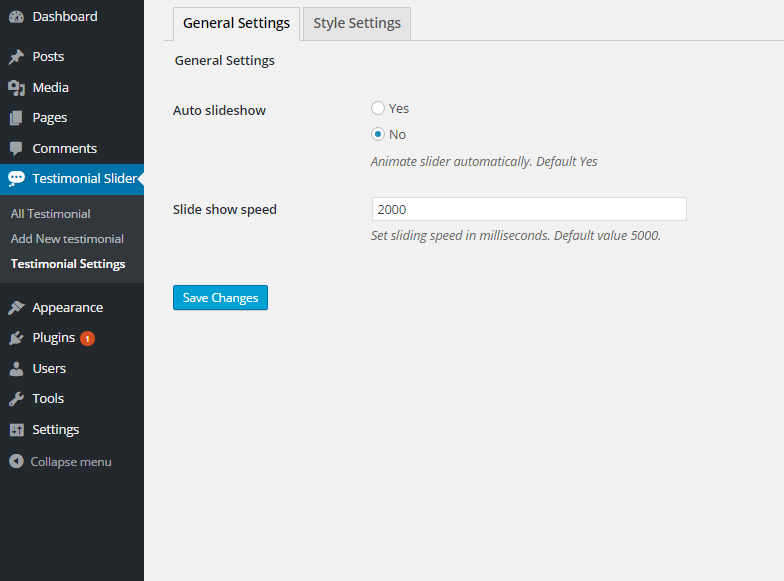 Dashboard
Posts
Media
Pages
Comments
Testimonial Slider
All Testimonial
Add New testimonial
Testimonial Settings
Appearance
Plugins 1
Users
Tools
Settings
Collapse menu
General Settings Style Settings
General Settings
Auto slideshow Yes
No
Animate slider automatically. Default Yes
Slide show speed 2000
Set sliding speed in milliseconds. Default value 5000.
Save Changes